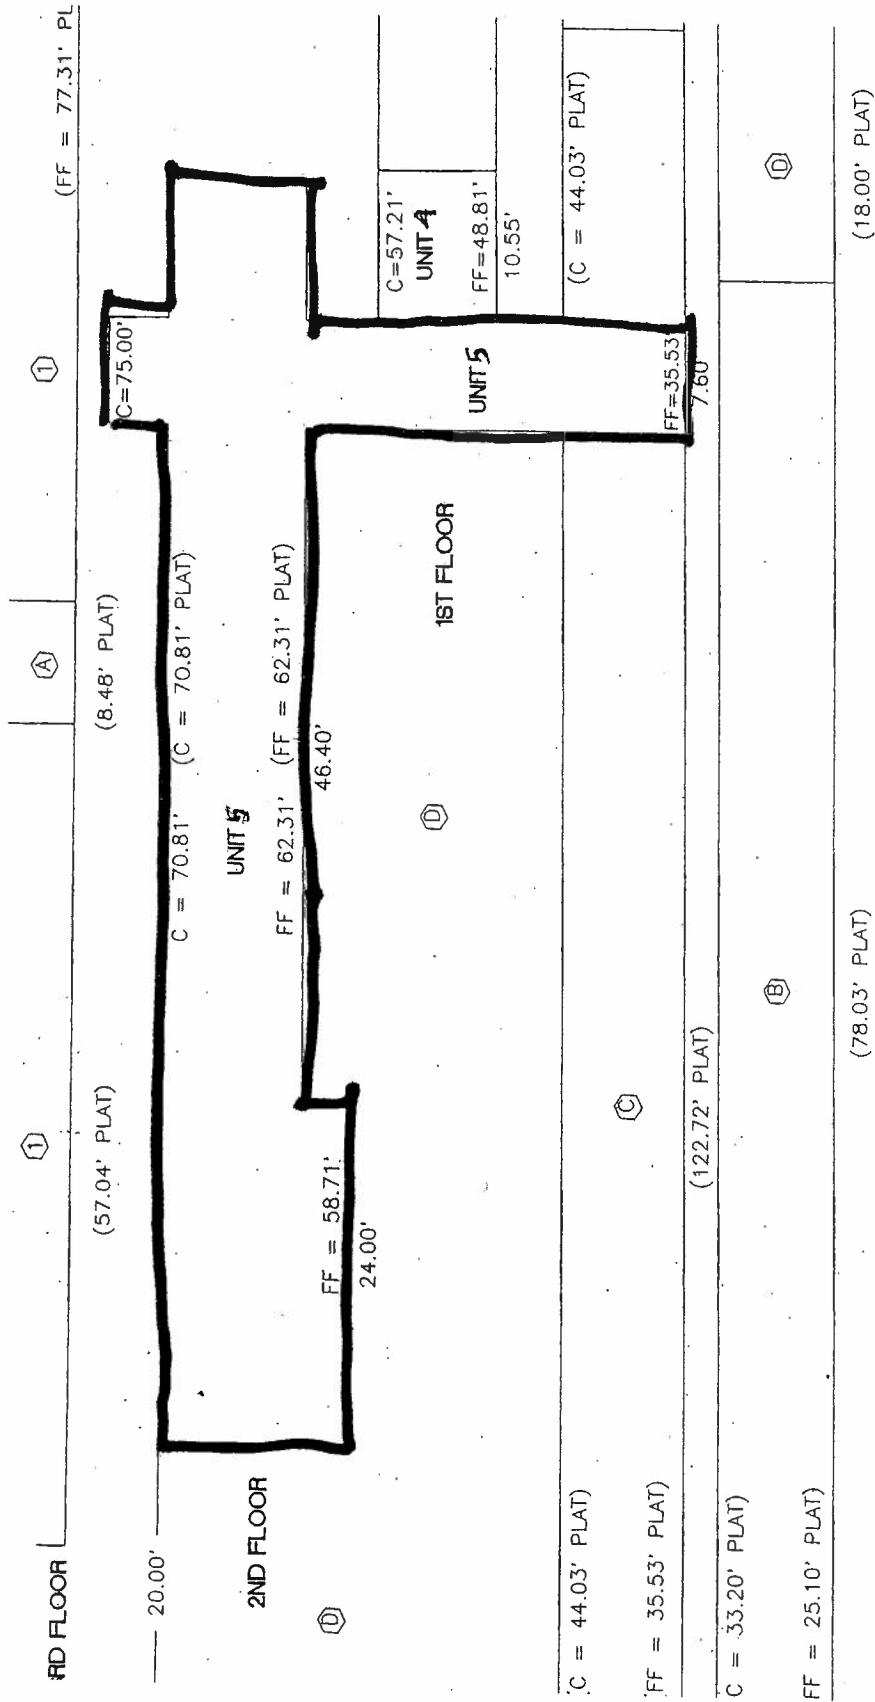 1
A
1
RD FLOOR
(FF = 77.31' PL
(57.04' PLAT)
(8.48' PLAT)
C=75.00'
20.00'
C = 70.81' (C = 70.81' PLAT)
UNIT 5
2ND FLOOR
FF = 62.31' (FF = 62.31' PLAT)
46.40'
D
FF = 58.71'
24.00'
C=57.21'
UNIT 4
D
1ST FLOOR
UNIT 5
FF=48.81'
10.55'
C = 44.03' PLAT)
(C = 44.03' PLAT)
C
FF = 35.53' PLAT)
FF=35.53'
7.60
(122.72' PLAT)
C = 33.20' PLAT)
B
D
FF = 25.10' PLAT)
(78.03' PLAT)
(18.00' PLAT)